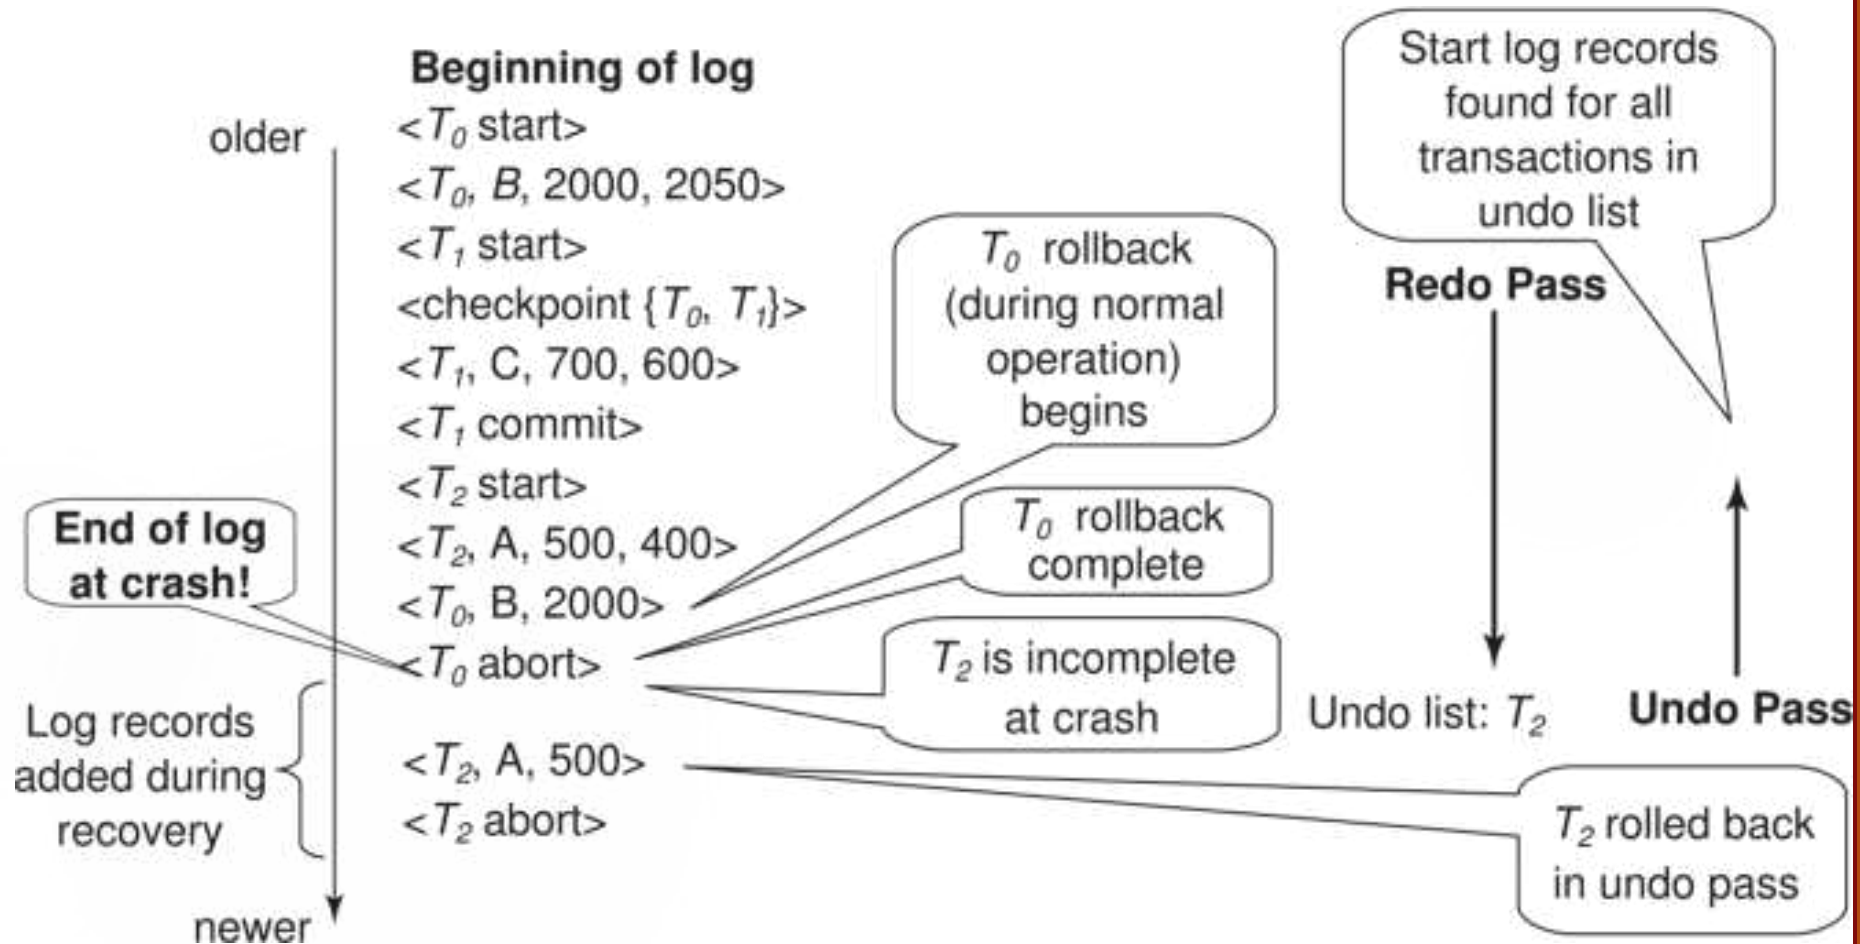 Beginning of log
older
<T0 start>
<T0, B, 2000, 2050>
<T1 start>
<checkpoint {T0, T1}>
<T1, C, 700, 600>
<T1 commit>
<T2 start>
<T2, A, 500, 400>
<T0, B, 2000>
<T0 abort>
<T2, A, 500>
<T2 abort>
newer
End of log
at crash!
Log records
added during
recovery
T0 rollback
(during normal
operation)
begins
T0 rollback
complete
T2 is incomplete
at crash
Start log records
found for all
transactions in
undo list
Redo Pass
Undo list: T2
Undo Pass
T2 rolled back
in undo pass